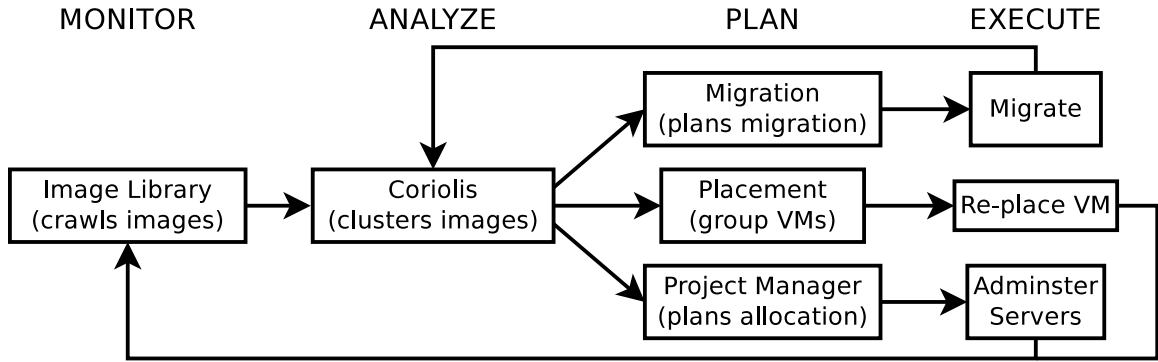 MONITOR ANALYZE PLAN EXECUTE
Migration
(plans migration)
Migrate
Image Library
(crawls images)
Coriolis
(clusters images)
Placement
(group VMs)
Re-place VM
Project Manager
(plans allocation)
Adminster
Servers